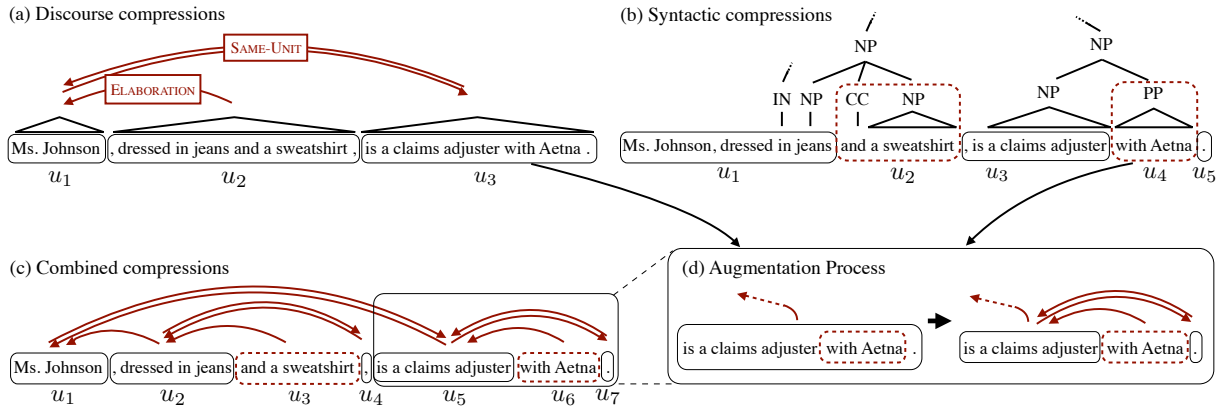 (a) Discourse compressions
SAME-UNIT
ELABORATION
Ms. Johnson , dressed in jeans and a sweatshirt , is a claims adjuster with Aetna .
u1 u2 u3
(b) Syntactic compressions
NP NP
IN NP CC NP NP PP
Ms. Johnson, dressed in jeans and a sweatshirt , is a claims adjuster with Aetna .
u1 u2 u3 u4 u5
(c) Combined compressions
Ms. Johnson , dressed in jeans and a sweatshirt , is a claims adjuster with Aetna .
u1 u2 u3 u4 u5 u6 u7
(d) Augmentation Process
is a claims adjuster with Aetna . is a claims adjuster with Aetna .